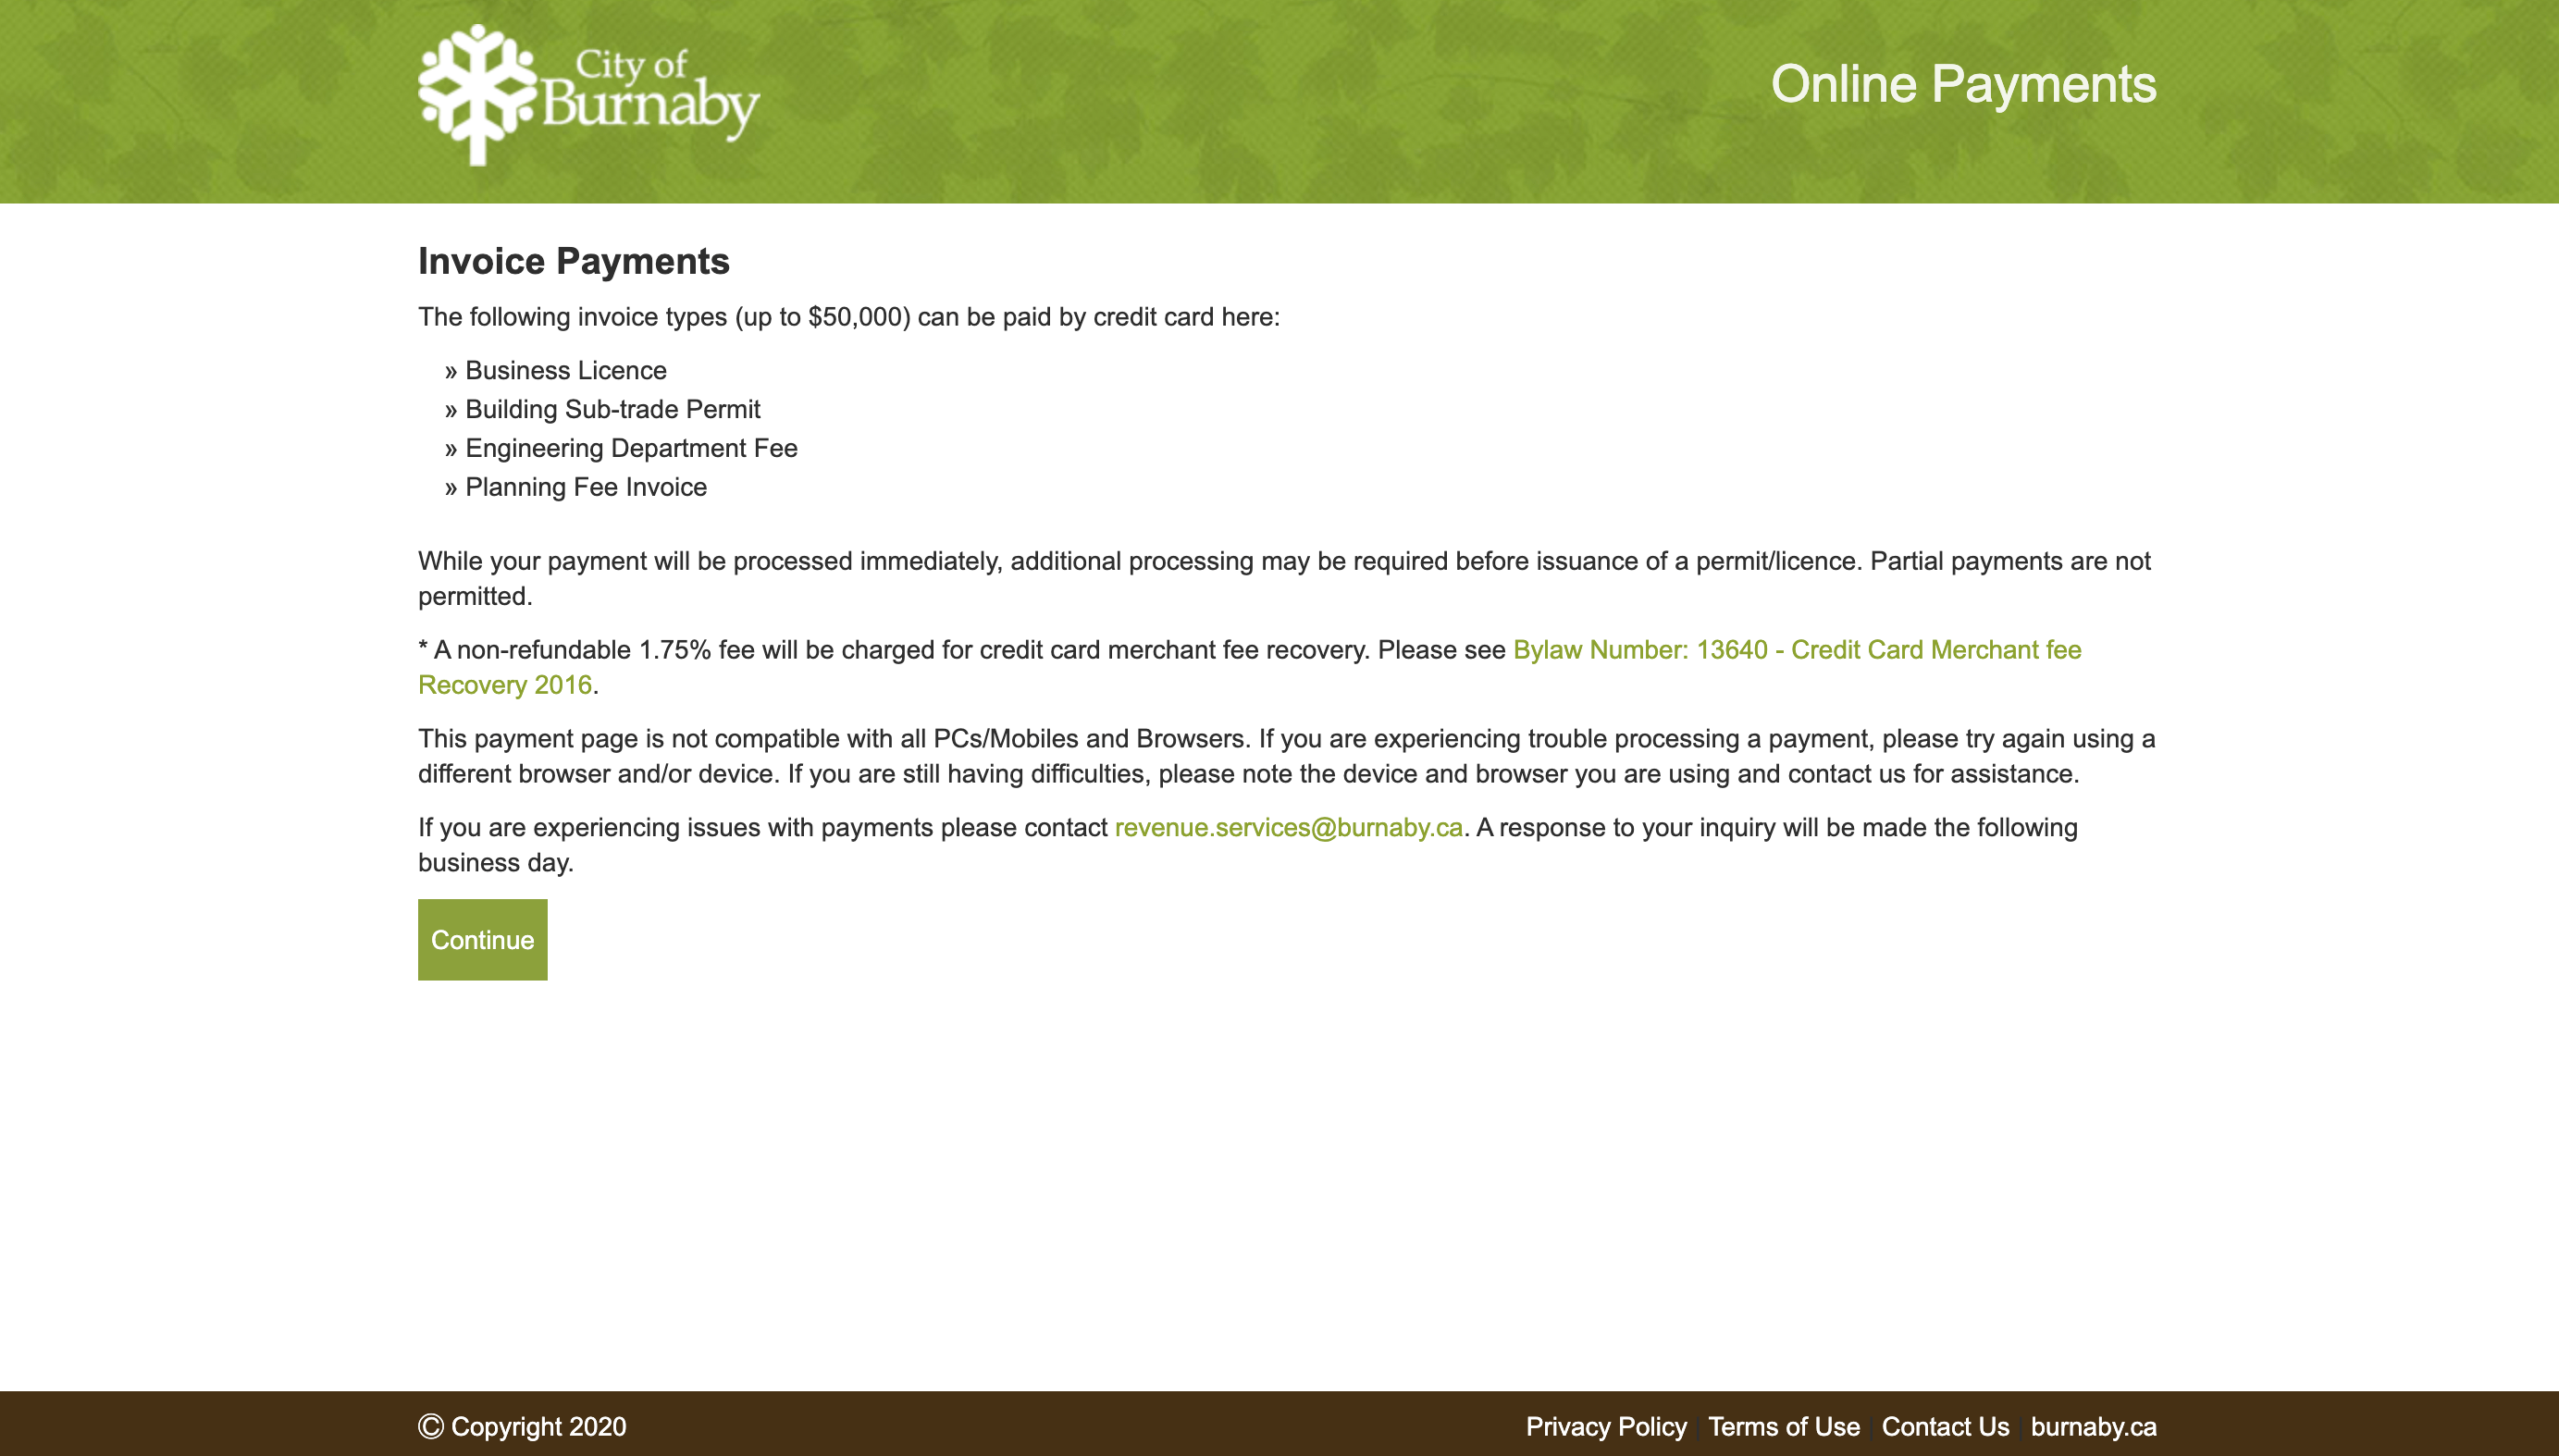 City of
Burnaby
Online Payments
Invoice Payments
The following invoice types (up to $50,000) can be paid by credit card here:
» Business Licence
» Building Sub-trade Permit
» Engineering Department Fee
» Planning Fee Invoice
While your payment will be processed immediately, additional processing may be required before issuance of a permit/licence. Partial payments are not
permitted.
* A non-refundable 1.75% fee will be charged for credit card merchant fee recovery. Please see Bylaw Number: 13640 - Credit Card Merchant fee
Recovery 2016.
This payment page is not compatible with all PCs/Mobiles and Browsers. If you are experiencing trouble processing a payment, please try again using a
different browser and/or device. If you are still having difficulties, please note the device and browser you are using and contact us for assistance.
If you are experiencing issues with payments please contact revenue.services@burnaby.ca. A response to your inquiry will be made the following
business day.
Continue
© Copyright 2020
Privacy Policy | Terms of Use | Contact Us | burnaby.ca